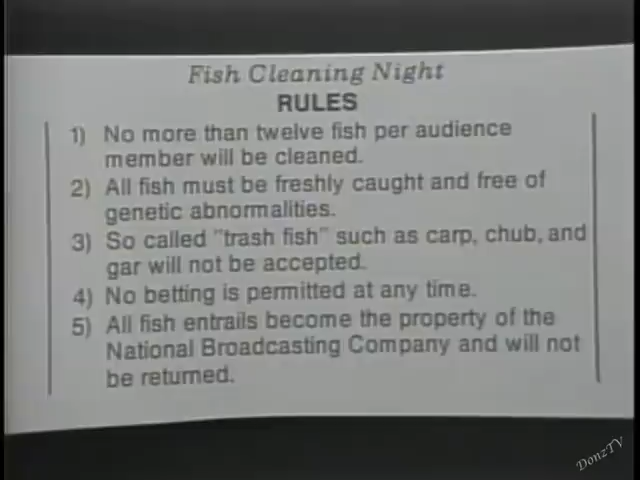 Fish Cleaning Night
RULES
1) No more than twelve fish per audience
member will be cleaned.
2) All fish must be freshly caught and free of
genetic abnormalities.
3) So called "trash fish" such as carp, chub, and
gar will not be accepted.
4) No betting is permitted at any time.
5) All fish entrails become the property of the
National Broadcasting Company and will not
be returned.
DonzTV